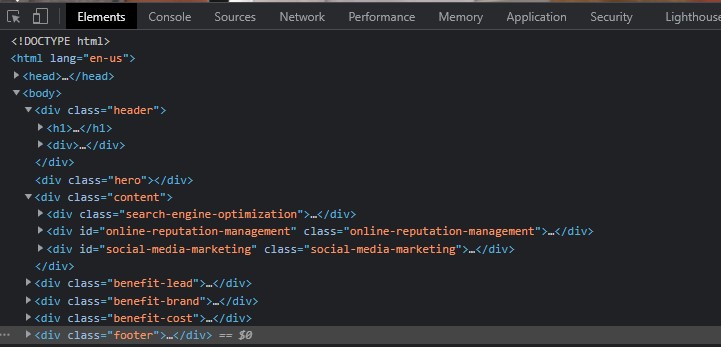 Elements Console Sources Network Performance Memory Application Security Lighthous
<!DOCTYPE html>
<html lang="en-us">
<head>…</head>
<body>
<div class="header">
<h1>…</h1>
<div>…</div>
</div>
<div class="hero"></div>
<div class="content">
<div class="search-engine-optimization">…</div>
<div id="online-reputation-management" class="online-reputation-management">…</div>
<div id="social-media-marketing" class="social-media-marketing">…</div>
</div>
<div class="benefit-lead">…</div>
<div class="benefit-brand">…</div>
<div class="benefit-cost">…</div>
… <div class="footer">…</div> == $0